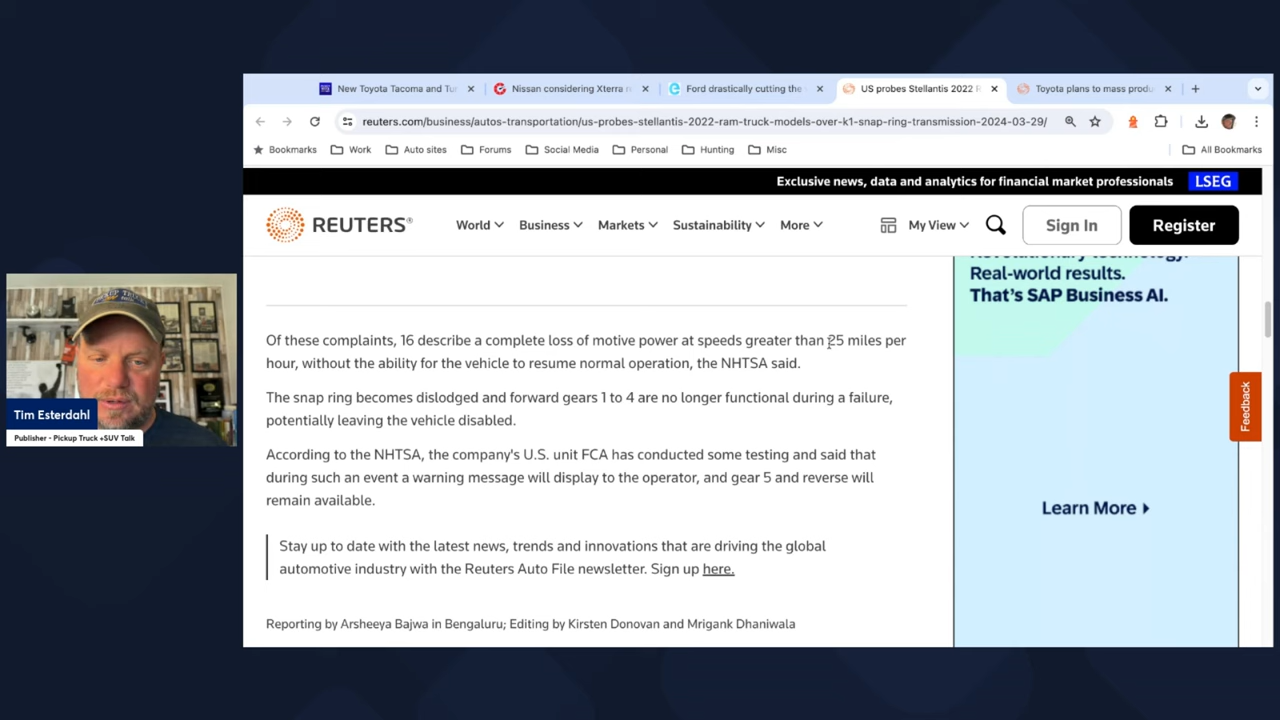 New Toyota Tacoma and Tu
Nissan considering Xterra r
Ford drastically cutting the
US probes Stellantis 2022 R
Toyota plans to mass produ
reuters.com/business/autos-transportation/us-probes-stellantis-2022-ram-truck-models-over-k1-snap-ring-transmission-2024-03-29/
Bookmarks Work Auto sites Forums Social Media Personal Hunting Misc All Bookmarks
Exclusive news, data and analytics for financial market professionals LSEG
REUTERS® World Business Markets Sustainability More My View Sign In Register
Revolutionary technology.
Real-world results.
That's SAP Business AI.
Learn More
Feedback
Of these complaints, 16 describe a complete loss of motive power at speeds greater than 25 miles per
hour, without the ability for the vehicle to resume normal operation, the NHTSA said.
The snap ring becomes dislodged and forward gears 1 to 4 are no longer functional during a failure,
potentially leaving the vehicle disabled.
According to the NHTSA, the company's U.S. unit FCA has conducted some testing and said that
during such an event a warning message will display to the operator, and gear 5 and reverse will
remain available.
Stay up to date with the latest news, trends and innovations that are driving the global
automotive industry with the Reuters Auto File newsletter. Sign up here.
Reporting by Arsheeya Bajwa in Bengaluru; Editing by Kirsten Donovan and Mrigank Dhaniwala
Tim Esterdahl
Publisher - Pickup Truck +SUV Talk